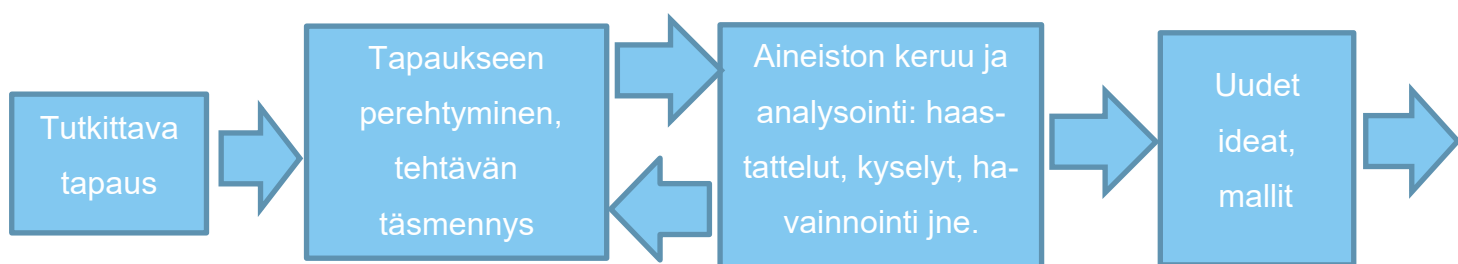 Tutkittava
tapaus
Tapaukseen
perehtyminen,
tehtävän
täsmennys
Aineiston keruu ja
analysointi: haas-
tattelut, kyselyt, ha-
vainnointi jne.
Uudet
ideat,
mallit